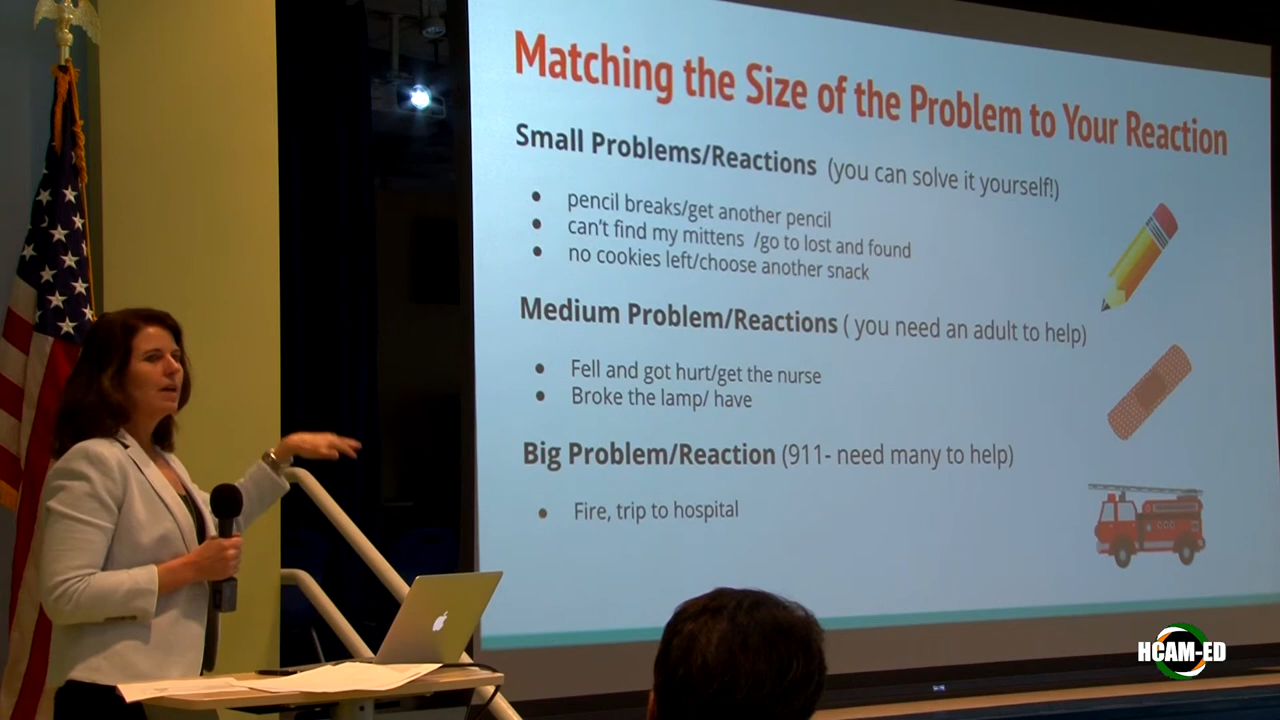 Matching the Size of the Problem to Your Reaction
Small Problems/Reactions (you can solve it yourself!)
• pencil breaks/get another pencil
• can't find my mittens /go to lost and found
• no cookies left/choose another snack
Medium Problem/Reactions ( you need an adult to help)
• Fell and got hurt/get the nurse
• Broke the lamp/ have
Big Problem/Reaction (911- need many to help)
• Fire, trip to hospital
HCAM-ED